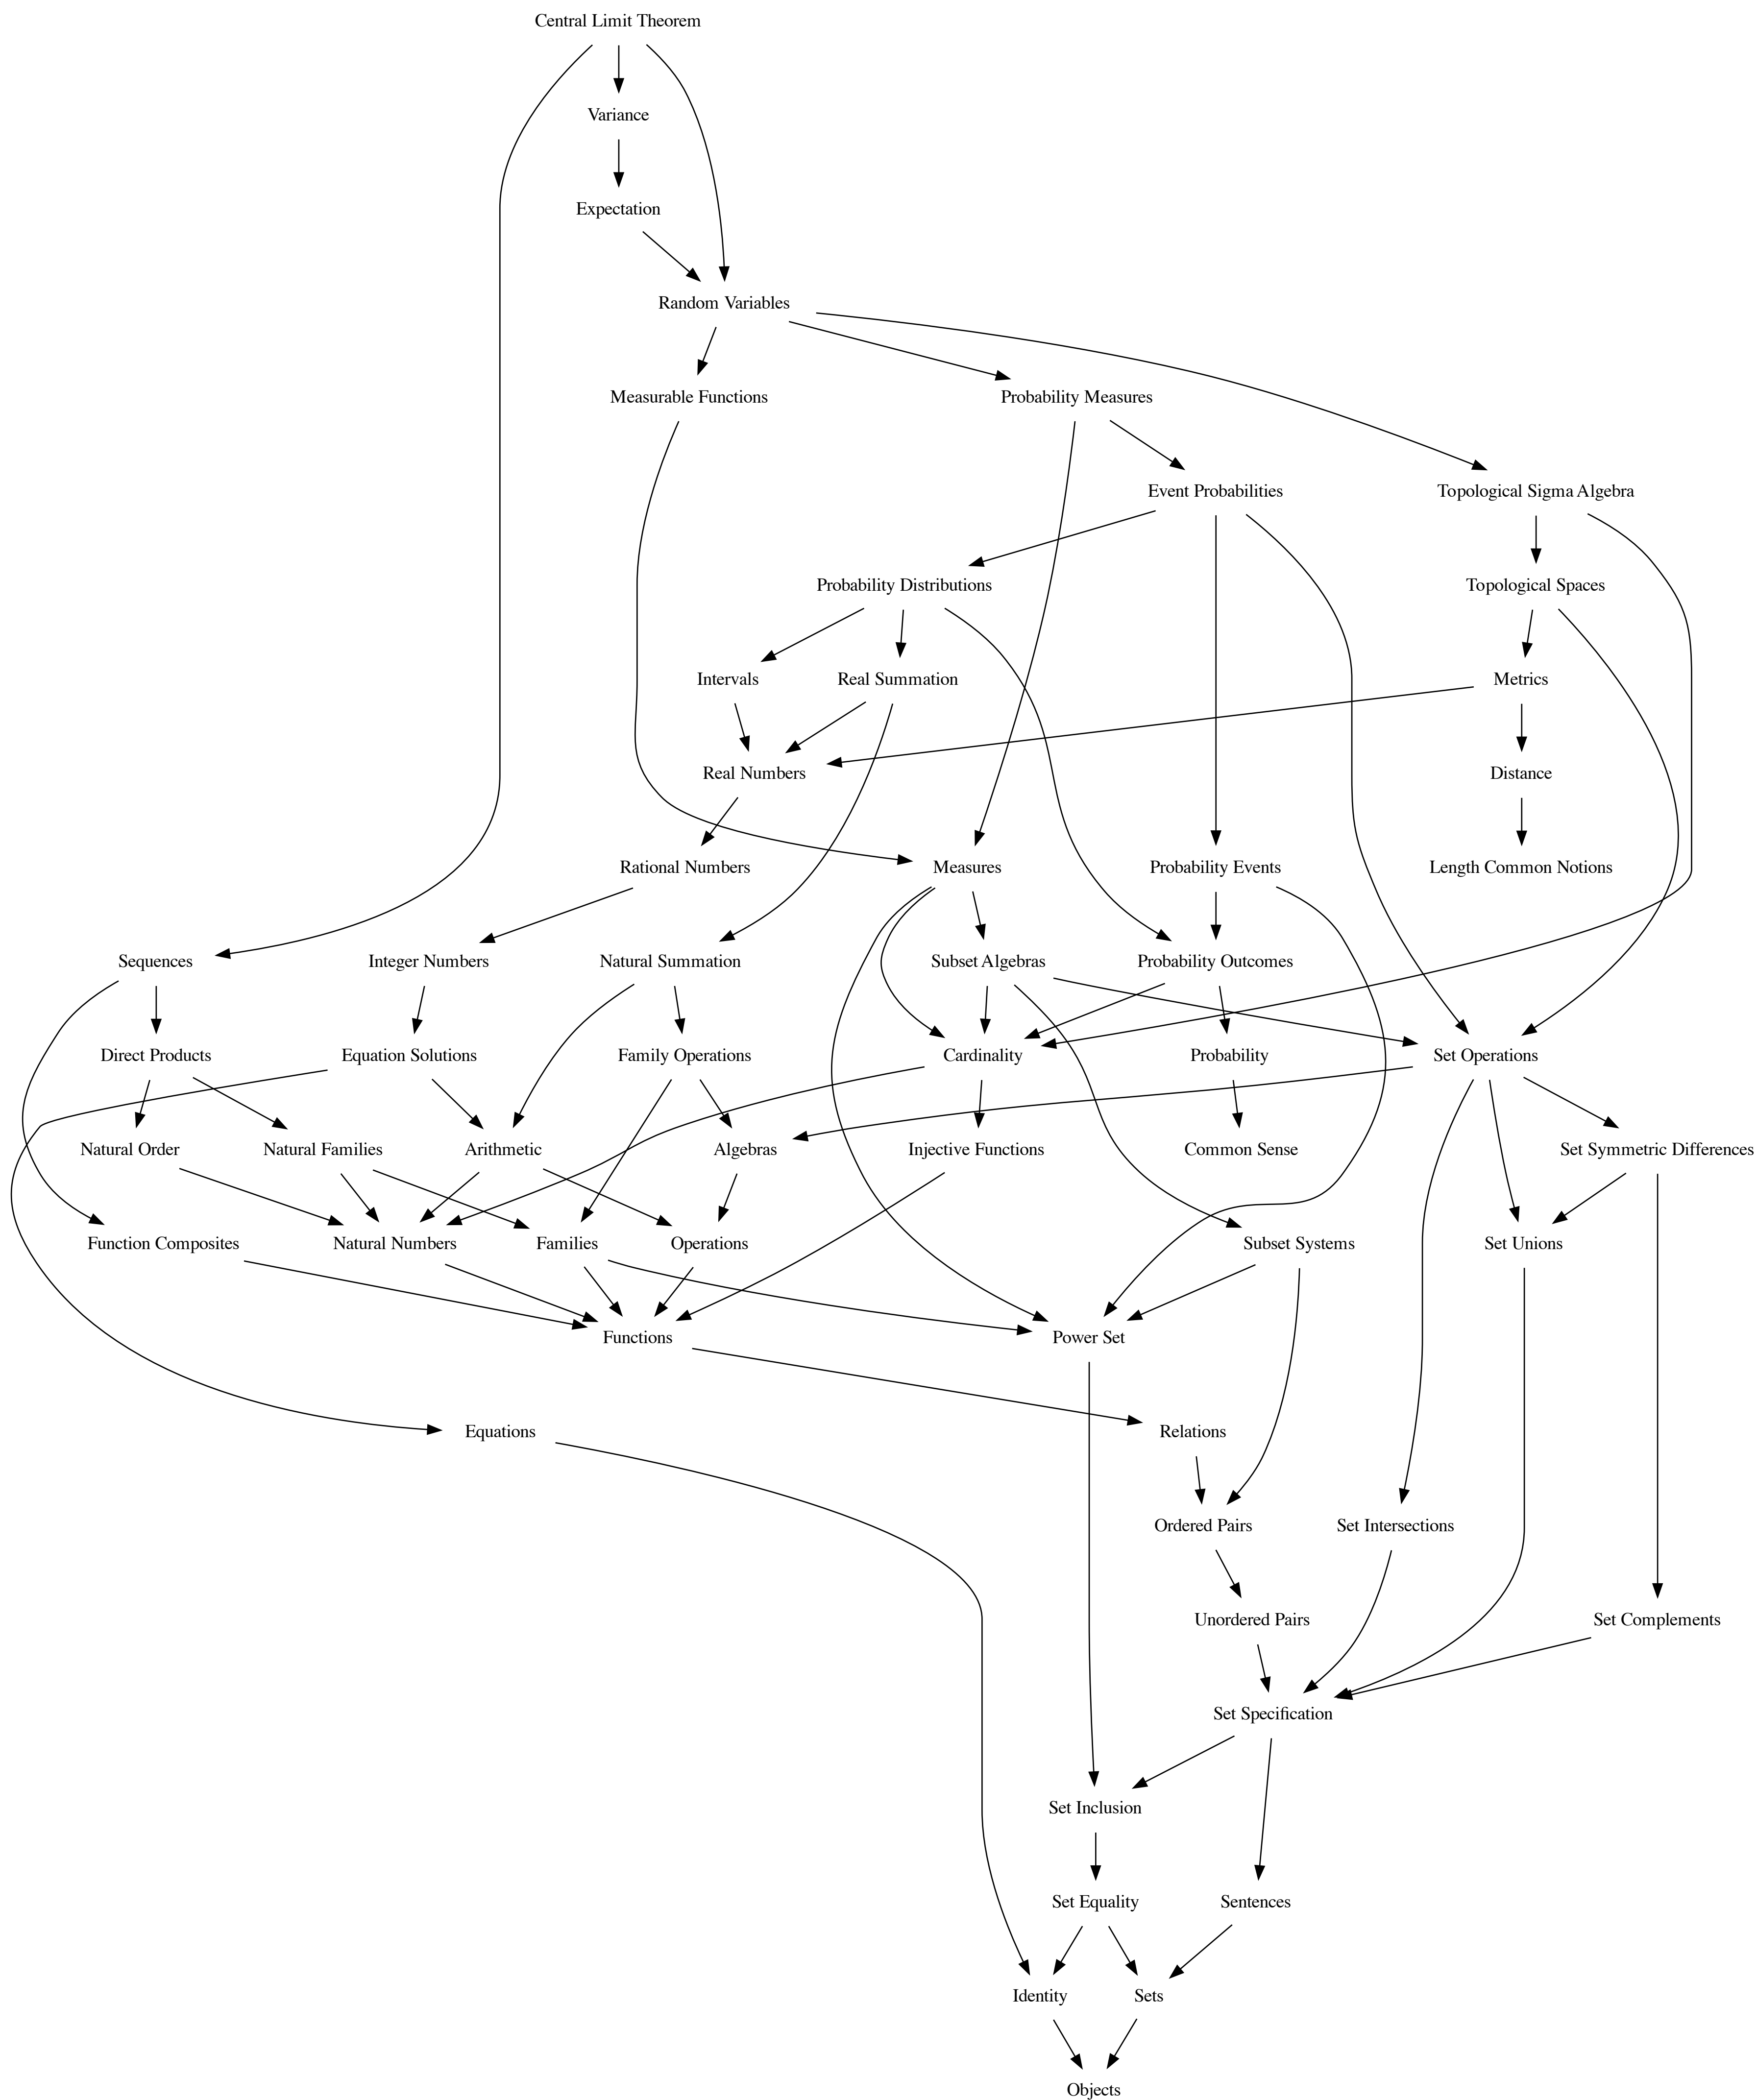 Central Limit Theorem
Variance
Expectation
Random Variables
Measurable Functions
Probability Measures
Event Probabilities
Topological Sigma Algebra
Probability Distributions
Topological Spaces
Intervals
Real Summation
Metrics
Real Numbers
Distance
Rational Numbers
Measures
Probability Events
Length Common Notions
Sequences
Integer Numbers
Natural Summation
Subset Algebras
Probability Outcomes
Direct Products
Equation Solutions
Family Operations
Cardinality
Probability
Set Operations
Natural Order
Natural Families
Arithmetic
Algebras
Injective Functions
Common Sense
Set Symmetric Differences
Function Composites
Natural Numbers
Families
Operations
Subset Systems
Set Unions
Functions
Power Set
Equations
Relations
Ordered Pairs
Set Intersections
Unordered Pairs
Set Complements
Set Specification
Set Inclusion
Set Equality
Sentences
Identity
Sets
Objects